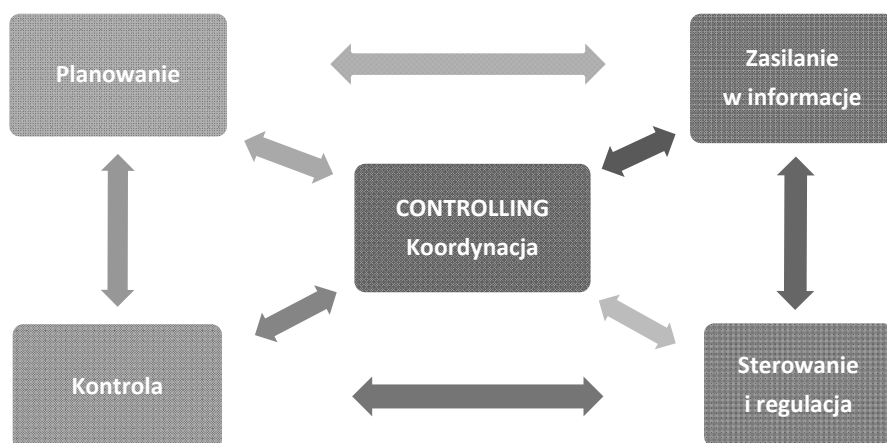 Planowanie
Zasilanie
w informacje
CONTROLLING
Koordynacja
Kontrola
Sterowanie
i regulacja